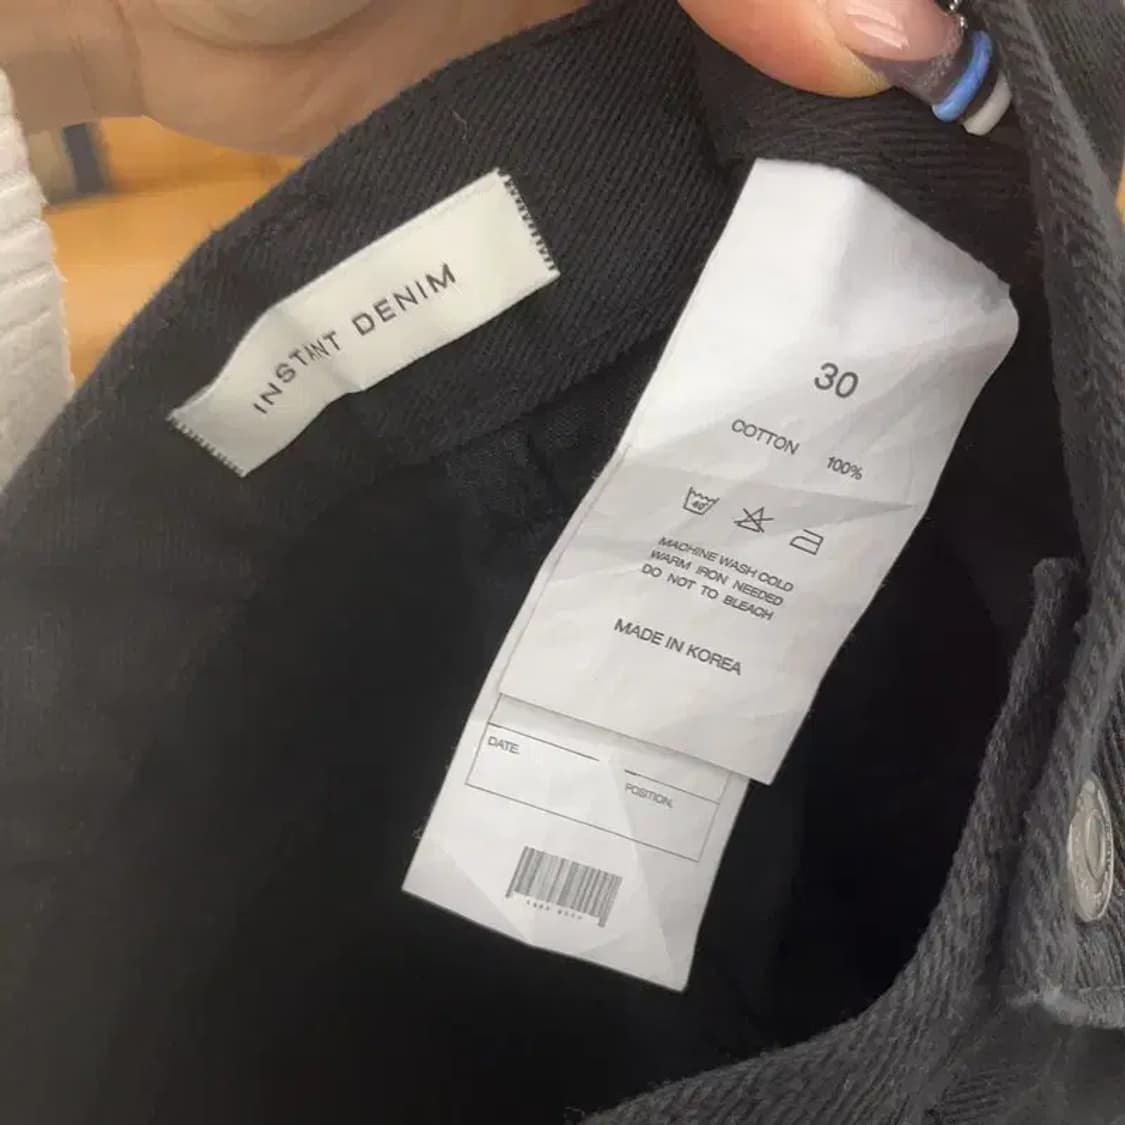 INSTANT DENIM
30
COTTON 100%
40
MACHINE WASH COLD
WARM IRON NEEDED
DO NOT TO BLEACH
MADE IN KOREA
DATE.
POSITION.